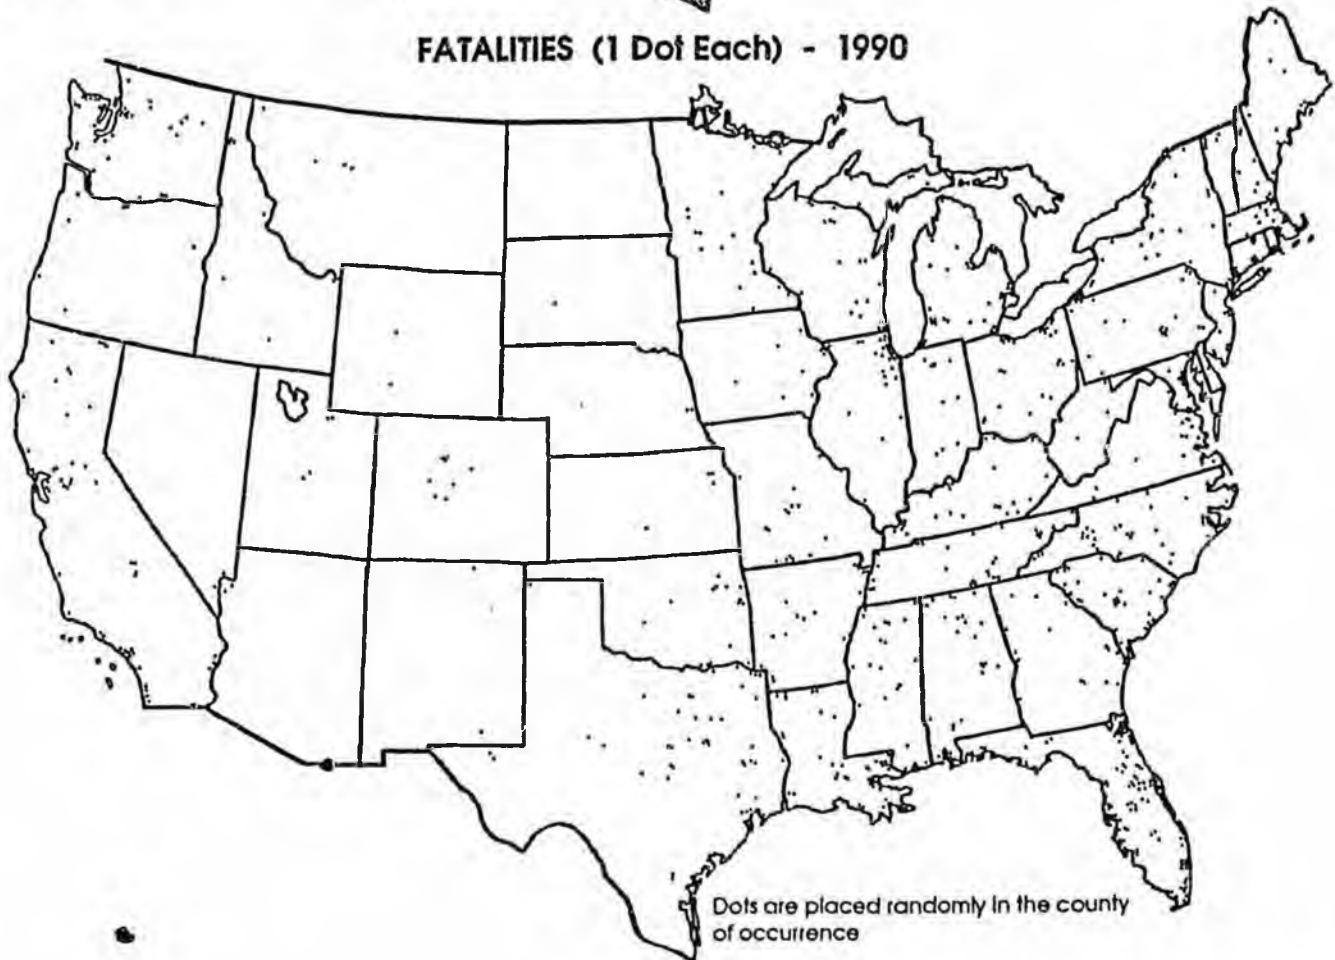 FATALITIES (1 Dot Each) - 1990
Dots are placed randomly in the county
of occurrence